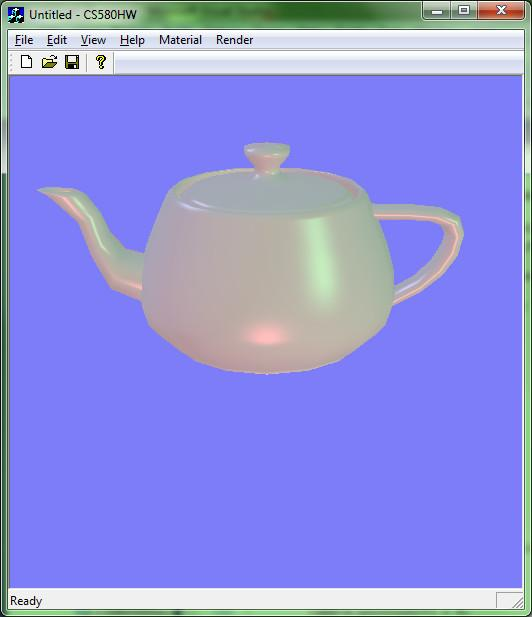 Untitled - CS580HW
File Edit View Help Material Render
Ready